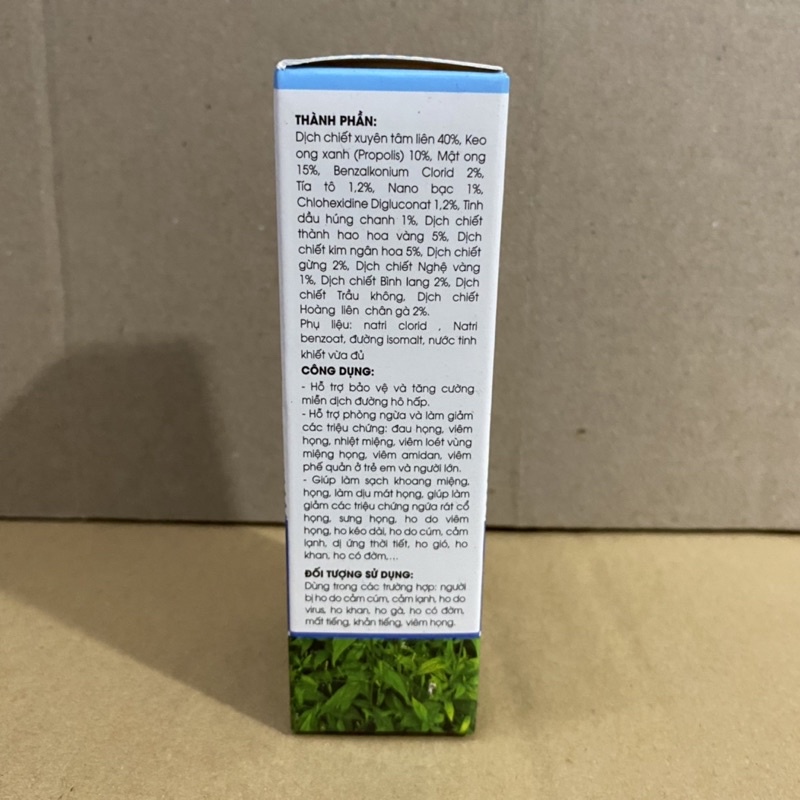 THÀNH PHẦN:
Dịch chiết xuyên tâm liên 40%, Keo
ong xanh (Propolis) 10%, Mật ong
15%, Benzalkonium Clorid 2%,
Tía tô 1,2%, Nano bạc 1%,
Chlohexidine Digluconat 1,2%, Tinh
dầu húng chanh 1%, Dịch chiết
thành hao hoa vàng 5%, Dịch
chiết kim ngân hoa 5%, Dịch chiết
gừng 2%, Dịch chiết Nghệ vàng
1%, Dịch chiết Bình lang 2%, Dịch
chiết Trầu không, Dịch chiết
Hoàng liên chân gà 2%.
Phụ liệu: natri clorid , Natri
benzoat, đường isomalt, nước tinh
khiết vừa đủ
CÔNG DỤNG:
- Hỗ trợ bảo vệ và tăng cường
miễn dịch đường hô hấp.
- Hỗ trợ phòng ngừa và làm giảm
các triệu chứng: đau họng, viêm
họng, nhiệt miệng, viêm loét vùng
miệng họng, viêm amidan, viêm
phế quản ở trẻ em và người lớn.
- Giúp làm sạch khoang miệng,
họng, làm dịu mát họng, giúp làm
giảm các triệu chứng ngứa rát cổ
họng, sưng họng, ho do viêm
họng, ho kéo dài, ho do cúm, cảm
lạnh, dị ứng thời tiết, ho gió, ho
khan, ho có đờm,...
ĐỐI TƯỢNG SỬ DỤNG:
Dùng trong các trường hợp: người
bị ho do cảm cúm, cảm lạnh, ho do
virus, ho khan, ho gà, ho có đờm,
mất tiếng, khản tiếng, viêm họng.